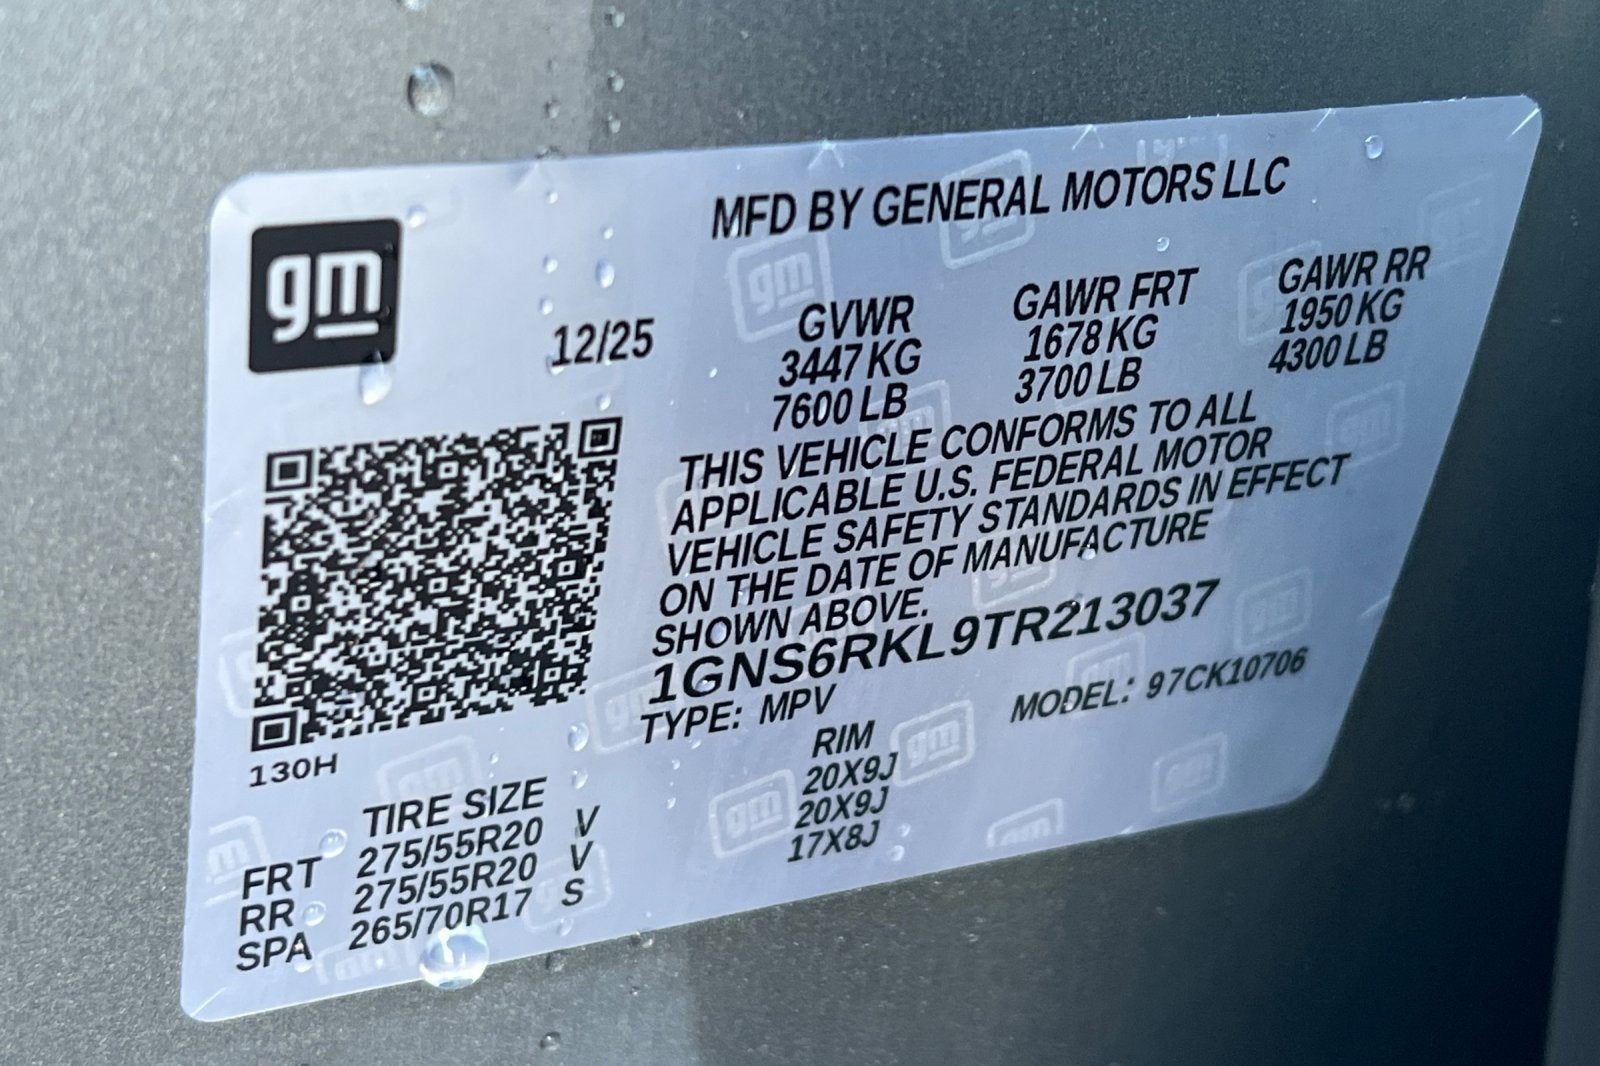 gm
MFD BY GENERAL MOTORS LLC
12/25
GVWR
3447 KG
7600 LB
GAWR FRT
1678 KG
3700 LB
GAWR RR
1950 KG
4300 LB
THIS VEHICLE CONFORMS TO ALL
APPLICABLE U.S. FEDERAL MOTOR
VEHICLE SAFETY STANDARDS IN EFFECT
ON THE DATE OF MANUFACTURE
SHOWN ABOVE.
1GNS6RKL9TR213037
TYPE: MPV
MODEL: 97CK10706
130H
TIRE SIZE
RIM
FRT 275/55R20 V 20X9J
RR 275/55R20 V 20X9J
SPA 265/70R17 S 17X8J